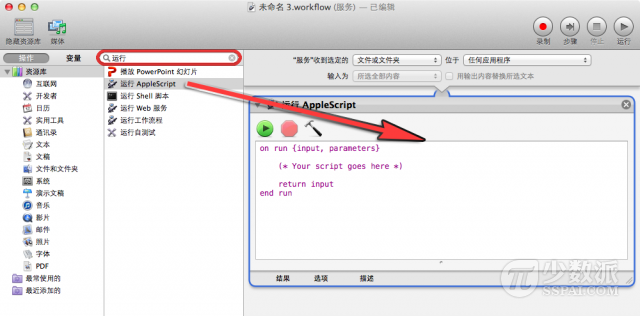 未命名 3.workflow (服务) — 已编辑
隐藏资源库 媒体 录制 步骤 停止 运行
操作 变量 运行 "服务"收到选定的 文件或文件夹 位于 任何应用程序
输入为 所选全部内容 用输出内容替换所选文本
资源库
互联网
开发者
日历
实用工具
通讯录
文本
文稿
文件和文件夹
系统
演示文稿
音乐
影片
邮件
照片
字体
PDF
最常使用的
最近添加的
播放 PowerPoint 幻灯片
运行 AppleScript
运行 Shell 脚本
运行 Web 服务
运行工作流程
运行自测试
运行 AppleScript
on run {input, parameters}
(* Your script goes here *)
return input
end run
结果 选项 描述
少数派
SSPAI.COM